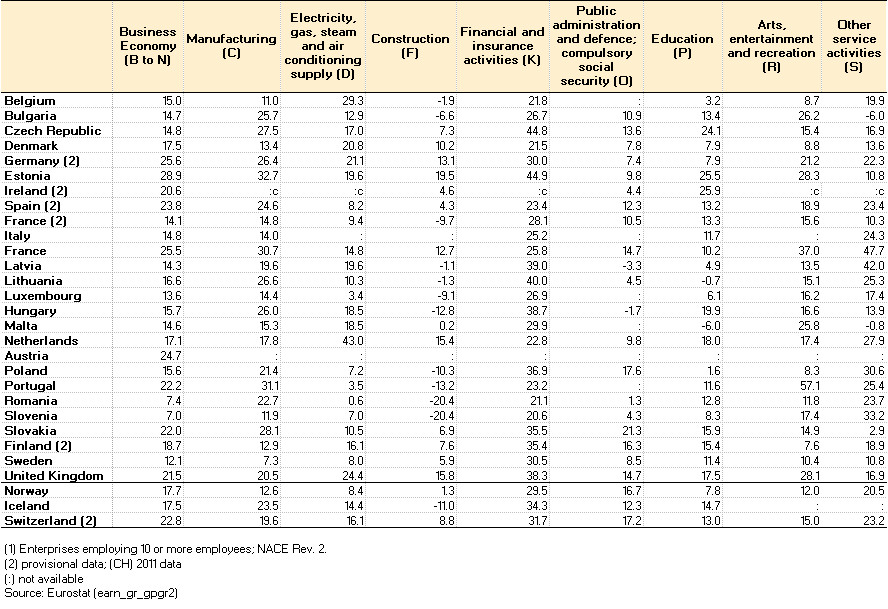 Business Economy (B to N) Manufacturing (C) Electricity, gas, steam and air conditioning supply (D) Construction (F) Financial and insurance activities (K) Public administration and defence; compulsory social security (O) Education (P) Arts, entertainment and recreation (R) Other service activities (S)
Belgium 15.0 11.0 29.3 -1.9 21.8 : 3.2 8.7 19.9
Bulgaria 14.7 25.7 12.9 -6.6 26.7 10.9 13.4 26.2 -6.0
Czech Republic 14.8 27.5 17.0 7.3 44.8 13.6 24.1 15.4 16.9
Denmark 17.5 13.4 20.8 10.2 21.5 7.8 7.9 8.8 13.6
Germany (2) 25.6 26.4 21.1 13.1 30.0 7.4 7.9 21.2 22.3
Estonia 28.9 32.7 19.6 19.5 44.9 9.8 25.5 28.3 10.8
Ireland (2) 20.6 :c :c 4.6 :c 4.4 25.9 :c :c
Spain (2) 23.8 24.6 8.2 4.3 23.4 12.3 13.2 18.9 23.4
France (2) 14.1 14.8 9.4 -9.7 28.1 10.5 13.3 15.6 10.3
Italy 14.8 14.0 : : 25.2 : 11.7 : 24.3
France 25.5 30.7 14.8 12.7 25.8 14.7 10.2 37.0 47.7
Latvia 14.3 19.6 19.6 -1.1 39.0 -3.3 4.9 13.5 42.0
Lithuania 16.6 26.6 10.3 -1.3 40.0 4.5 -0.7 15.1 25.3
Luxembourg 13.6 14.4 3.4 -9.1 26.9 : 6.1 16.2 17.4
Hungary 15.7 26.0 18.5 -12.8 38.7 -1.7 19.9 16.6 13.9
Malta 14.6 15.3 18.5 0.2 29.9 : -6.0 25.8 -0.8
Netherlands 17.1 17.8 43.0 15.4 22.8 9.8 18.0 17.4 27.9
Austria 24.7 : : : : : : : :
Poland 15.6 21.4 7.2 -10.3 36.9 17.6 1.6 8.3 30.6
Portugal 22.2 31.1 3.5 -13.2 23.2 : 11.6 57.1 25.4
Romania 7.4 22.7 0.6 -20.4 21.1 1.3 12.8 11.8 23.7
Slovenia 7.0 11.9 7.0 -20.4 20.6 4.3 8.3 17.4 33.2
Slovakia 22.0 28.1 10.5 6.9 35.5 21.3 15.9 14.9 2.9
Finland (2) 18.7 12.9 16.1 7.6 35.4 16.3 15.4 7.6 18.9
Sweden 12.1 7.3 8.0 5.9 30.5 8.5 11.4 10.4 10.8
United Kingdom 21.5 20.5 24.4 15.8 38.3 14.7 17.5 28.1 16.9
Norway 17.7 12.6 8.4 1.3 29.5 16.7 7.8 12.0 20.5
Iceland 17.5 23.5 14.4 -11.0 34.3 12.3 14.7 : :
Switzerland (2) 22.8 19.6 16.1 8.8 31.7 17.2 13.0 15.0 23.2
(1) Enterprises employing 10 or more employees; NACE Rev. 2.
(2) provisional data; (CH) 2011 data
(:) not available
Source: Eurostat (earn_gr_gpgr2)